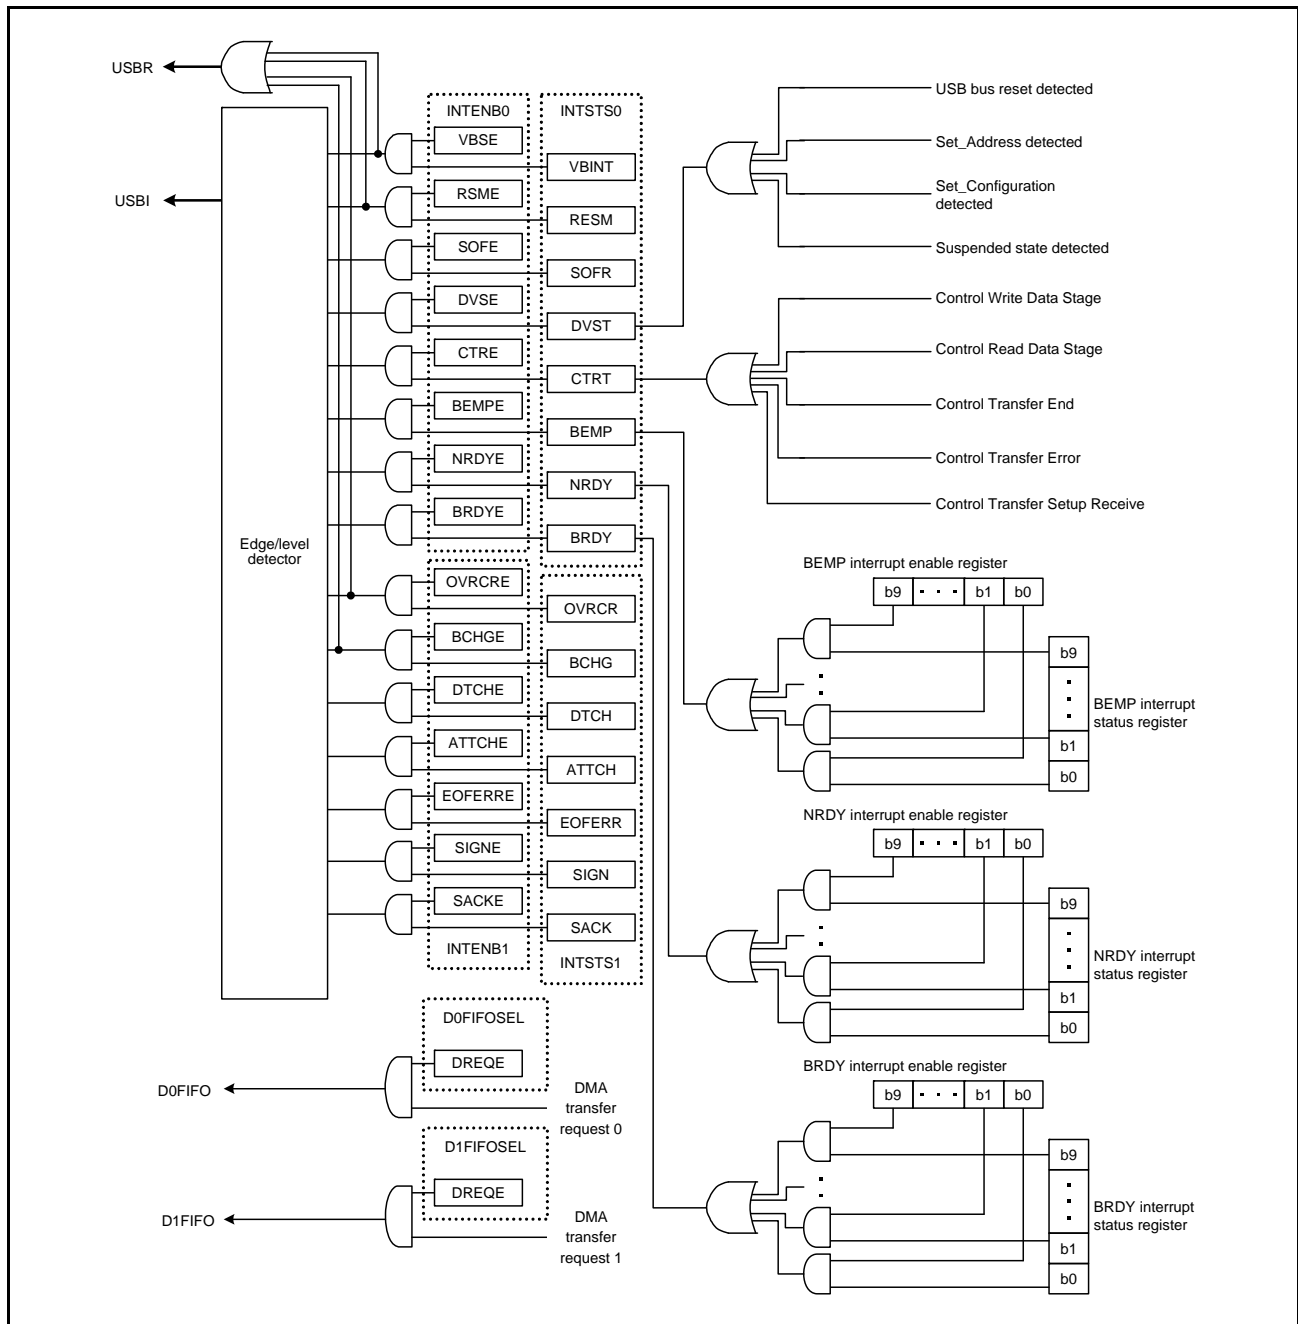 USBR
USBI
Edge/level
detector
INTENB0
VBSE
RSME
SOFE
DVSE
CTRE
BEMPE
NRDYE
BRDYE
OVRCRE
BCHGE
DTCHE
ATTCHE
EOFERRE
SIGNE
SACKE
INTENB1
INTSTS0
VBINT
RESM
SOFR
DVST
CTRT
BEMP
NRDY
BRDY
OVRCR
BCHG
DTCH
ATTCH
EOFERR
SIGN
SACK
INTSTS1
USB bus reset detected
Set_Address detected
Set_Configuration
detected
Suspended state detected
Control Write Data Stage
Control Read Data Stage
Control Transfer End
Control Transfer Error
Control Transfer Setup Receive
BEMP interrupt enable register
b9 · · · b1 b0
b9
b1
b0
BEMP interrupt
status register
NRDY interrupt enable register
b9 · · · b1 b0
b9
b1
b0
NRDY interrupt
status register
BRDY interrupt enable register
b9 · · · b1 b0
b9
b1
b0
BRDY interrupt
status register
D0FIFO
D0FIFOSEL
DREQE
DMA
transfer
request 0
D1FIFO
D1FIFOSEL
DREQE
DMA
transfer
request 1